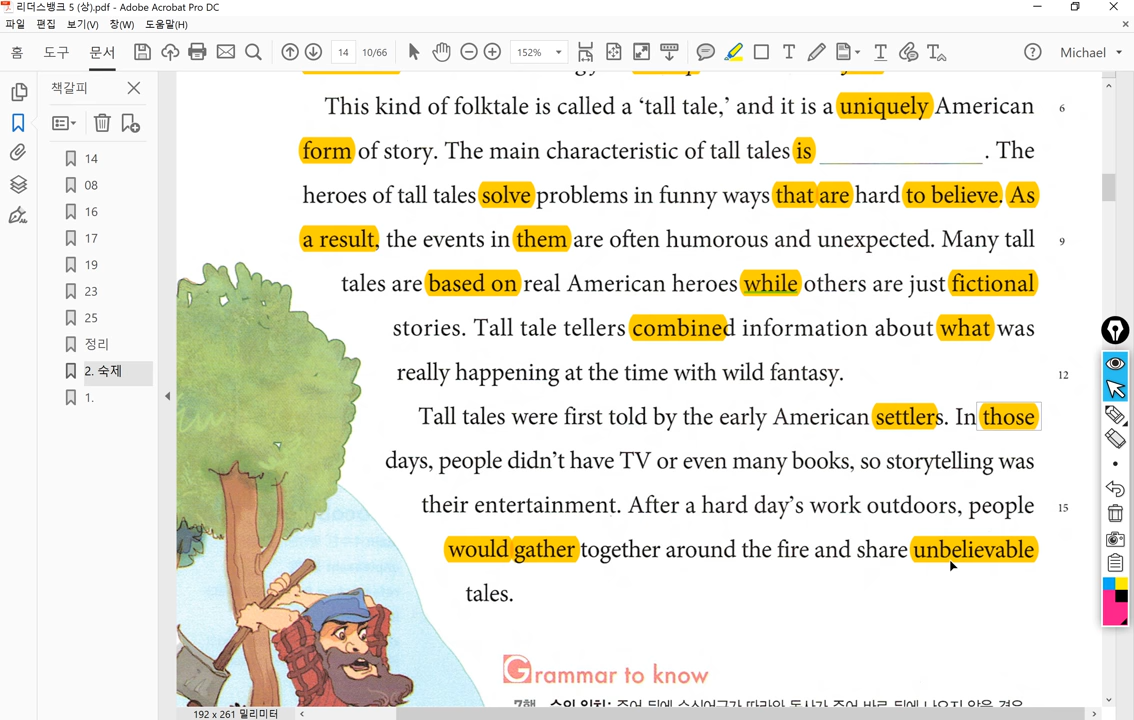 리더스뱅크 5 (상).pdf - Adobe Acrobat Pro DC
파일 편집 보기(V) 창(W) 도움말(H)
홈 도구 문서 14 10/66 152% Michael
책갈피
14
08
16
17
19
23
25
정리
2. 숙제
1.
This kind of folktale is called a ‘tall tale,’ and it is a uniquely American 6
form of story. The main characteristic of tall tales is ________________. The
heroes of tall tales solve problems in funny ways that are hard to believe. As
a result, the events in them are often humorous and unexpected. Many tall 9
tales are based on real American heroes while others are just fictional
stories. Tall tale tellers combined information about what was
really happening at the time with wild fantasy. 12
Tall tales were first told by the early American settlers. In those
days, people didn’t have TV or even many books, so storytelling was
their entertainment. After a hard day’s work outdoors, people 15
would gather together around the fire and share unbelievable
tales.
Grammar to know
192 x 261 밀리미터